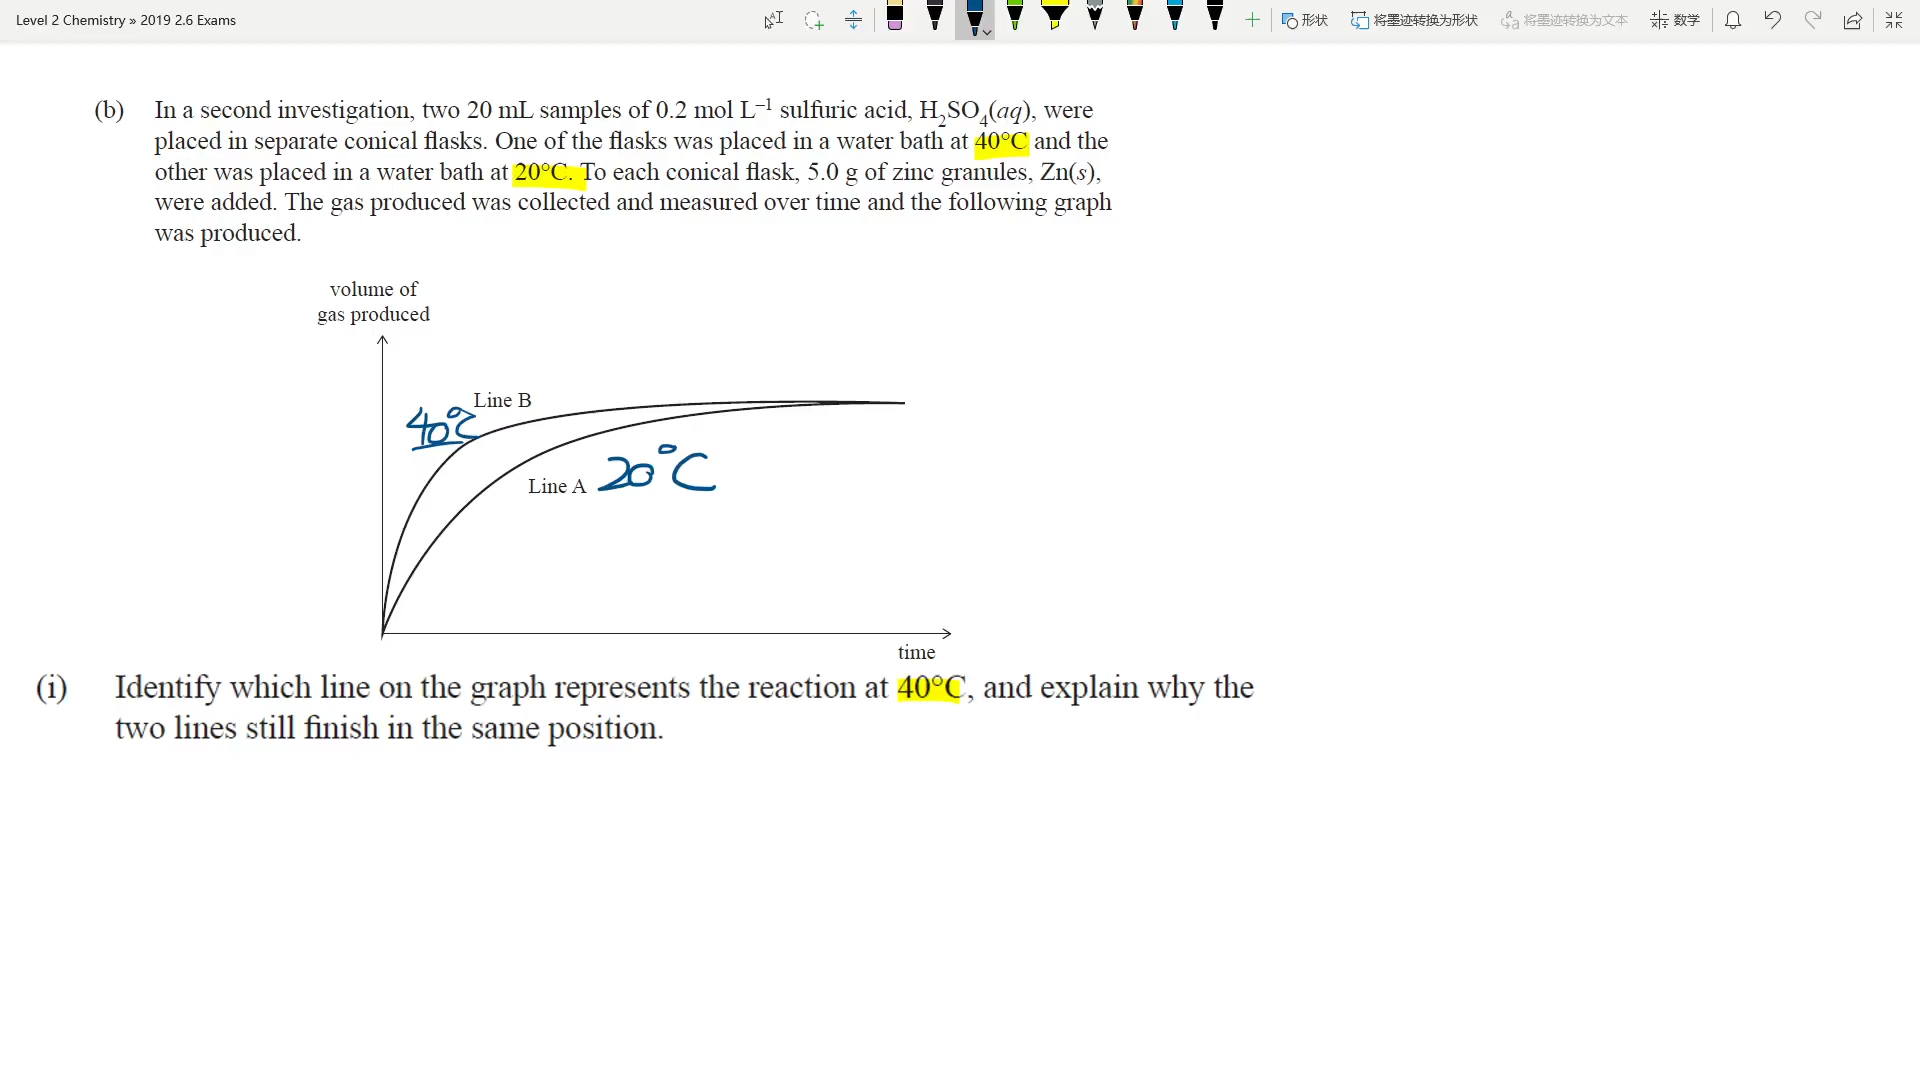 Level 2 Chemistry » 2019 2.6 Exams
形状
将墨迹转换为形状
将墨迹转换为文本
数学
(b) In a second investigation, two 20 mL samples of 0.2 mol L⁻¹ sulfuric acid, H₂SO₄(aq), were
placed in separate conical flasks. One of the flasks was placed in a water bath at 40°C and the
other was placed in a water bath at 20°C. To each conical flask, 5.0 g of zinc granules, Zn(s),
were added. The gas produced was collected and measured over time and the following graph
was produced.
volume of
gas produced
Line B
40°C
Line A 20°C
time
(i) Identify which line on the graph represents the reaction at 40°C, and explain why the
two lines still finish in the same position.